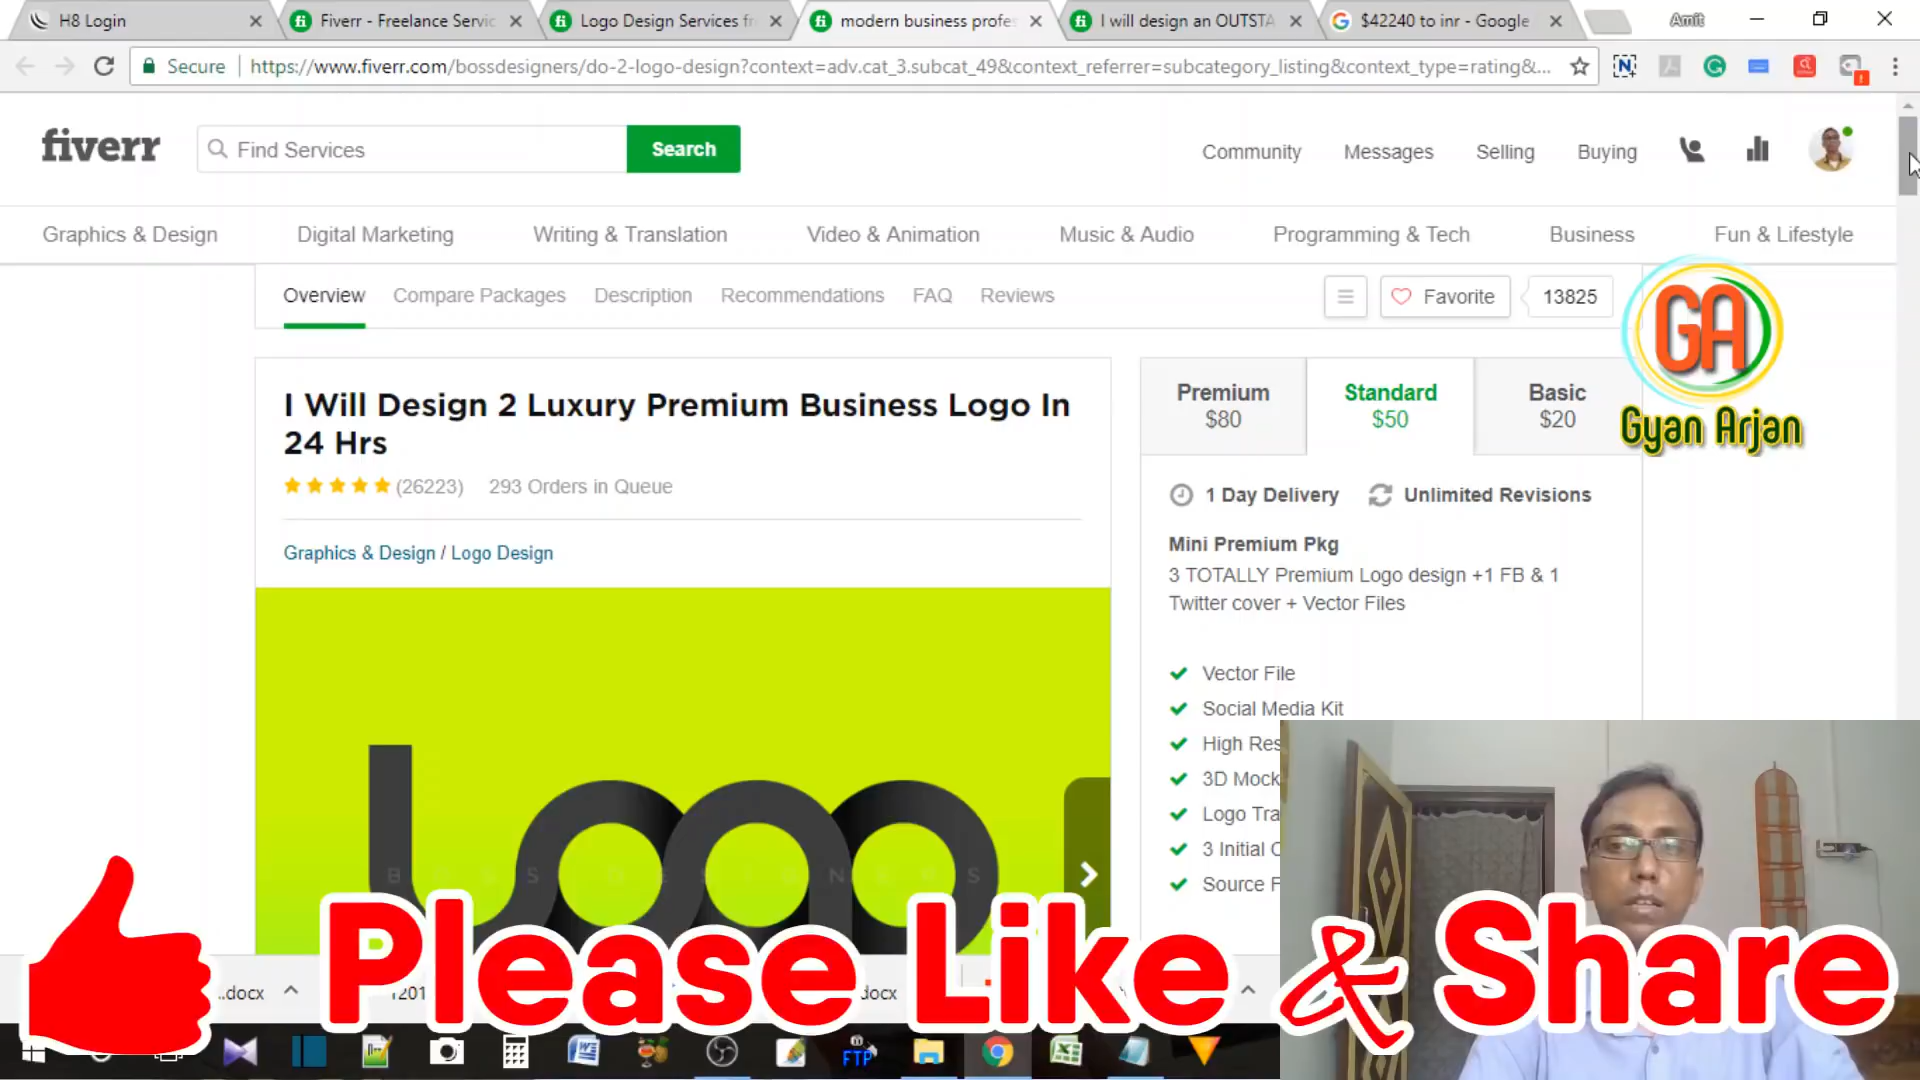 H8 Login
Fiverr - Freelance Servic
Logo Design Services fr
modern business profes
I will design an OUTSTA
$42240 to inr - Google
Amit
Secure
https://www.fiverr.com/bossdesigners/do-2-logo-design?context=adv.cat_3.subcat_49&context_referrer=subcategory_listing&context_type=rating&...
fiverr
Find Services
Search
Community
Messages
Selling
Buying
Graphics & Design
Digital Marketing
Writing & Translation
Video & Animation
Music & Audio
Programming & Tech
Business
Fun & Lifestyle
Overview
Compare Packages
Description
Recommendations
FAQ
Reviews
Favorite
13825
GA
Gyan Arjan
I Will Design 2 Luxury Premium Business Logo In
24 Hrs
(26223)
293 Orders in Queue
Graphics & Design / Logo Design
Premium
$80
Standard
$50
Basic
$20
1 Day Delivery
Unlimited Revisions
Mini Premium Pkg
3 TOTALLY Premium Logo design +1 FB & 1
Twitter cover + Vector Files
Vector File
Social Media Kit
High Res
3D Mock
Logo Tra
3 Initial C
Source F
Logo
Please Like & Share
...docx
1201
docx
FTP